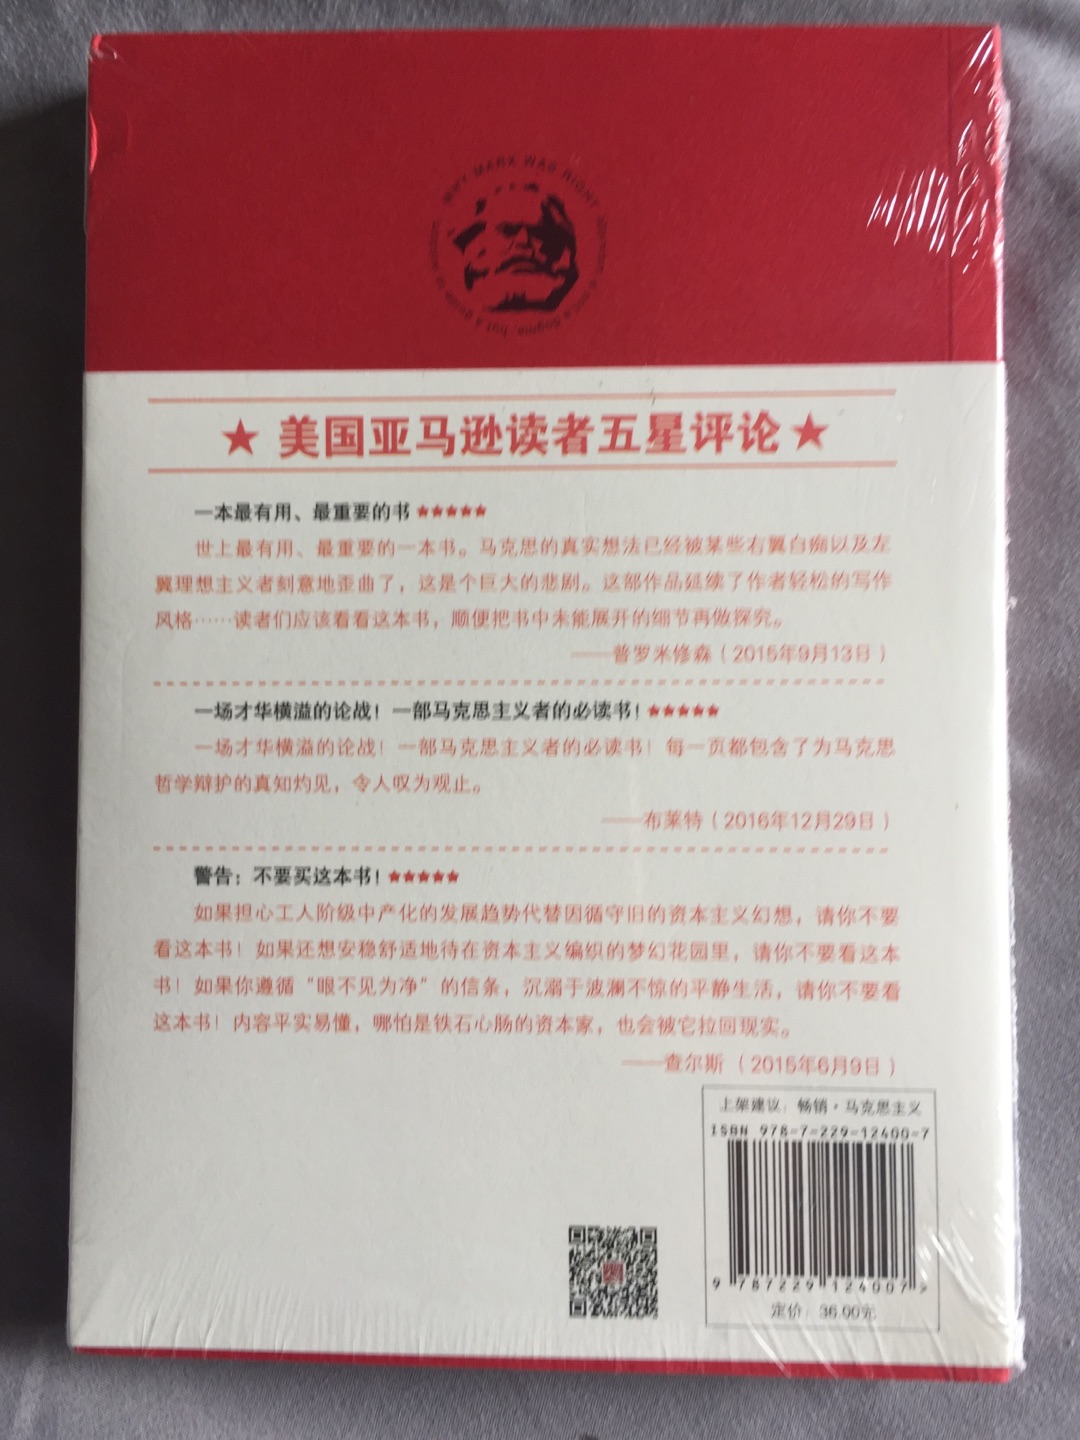 WHY MARX WAS RIGHT
★ 美国亚马逊读者五星评论 ★
一本最有用、最重要的书 ★★★★★
世上最有用、最重要的一本书。马克思的真实想法已经被某些右翼白痴以及左
翼理想主义者刻意地歪曲了，这是个巨大的悲剧。这部作品延续了作者轻松的写作
风格……读者们应该看看这本书，顺便把书中未能展开的细节再做探究。
——普罗米修森（2015年9月13日）
一场才华横溢的论战！一部马克思主义者的必读书！★★★★★
一场才华横溢的论战！一部马克思主义者的必读书！每一页都包含了为马克思
哲学辩护的真知灼见，令人叹为观止。
——布莱特（2016年12月29日）
警告：不要买这本书！★★★★★
如果担心工人阶级中产化的发展趋势代替因循守旧的资本主义幻想，请你不要
看这本书！如果还想安稳舒适地待在资本主义编织的梦幻花园里，请你不要看这本
书！如果你遵循“眼不见为净”的信条，沉溺于波澜不惊的平静生活，请你不要看
这本书！内容平实易懂，哪怕是铁石心肠的资本家，也会被它拉回现实。
——查尔斯（2015年6月9日）
上架建议：畅销·马克思主义
ISBN 978-7-229-12400-7
9 787229 124007 >
定价：36.00元